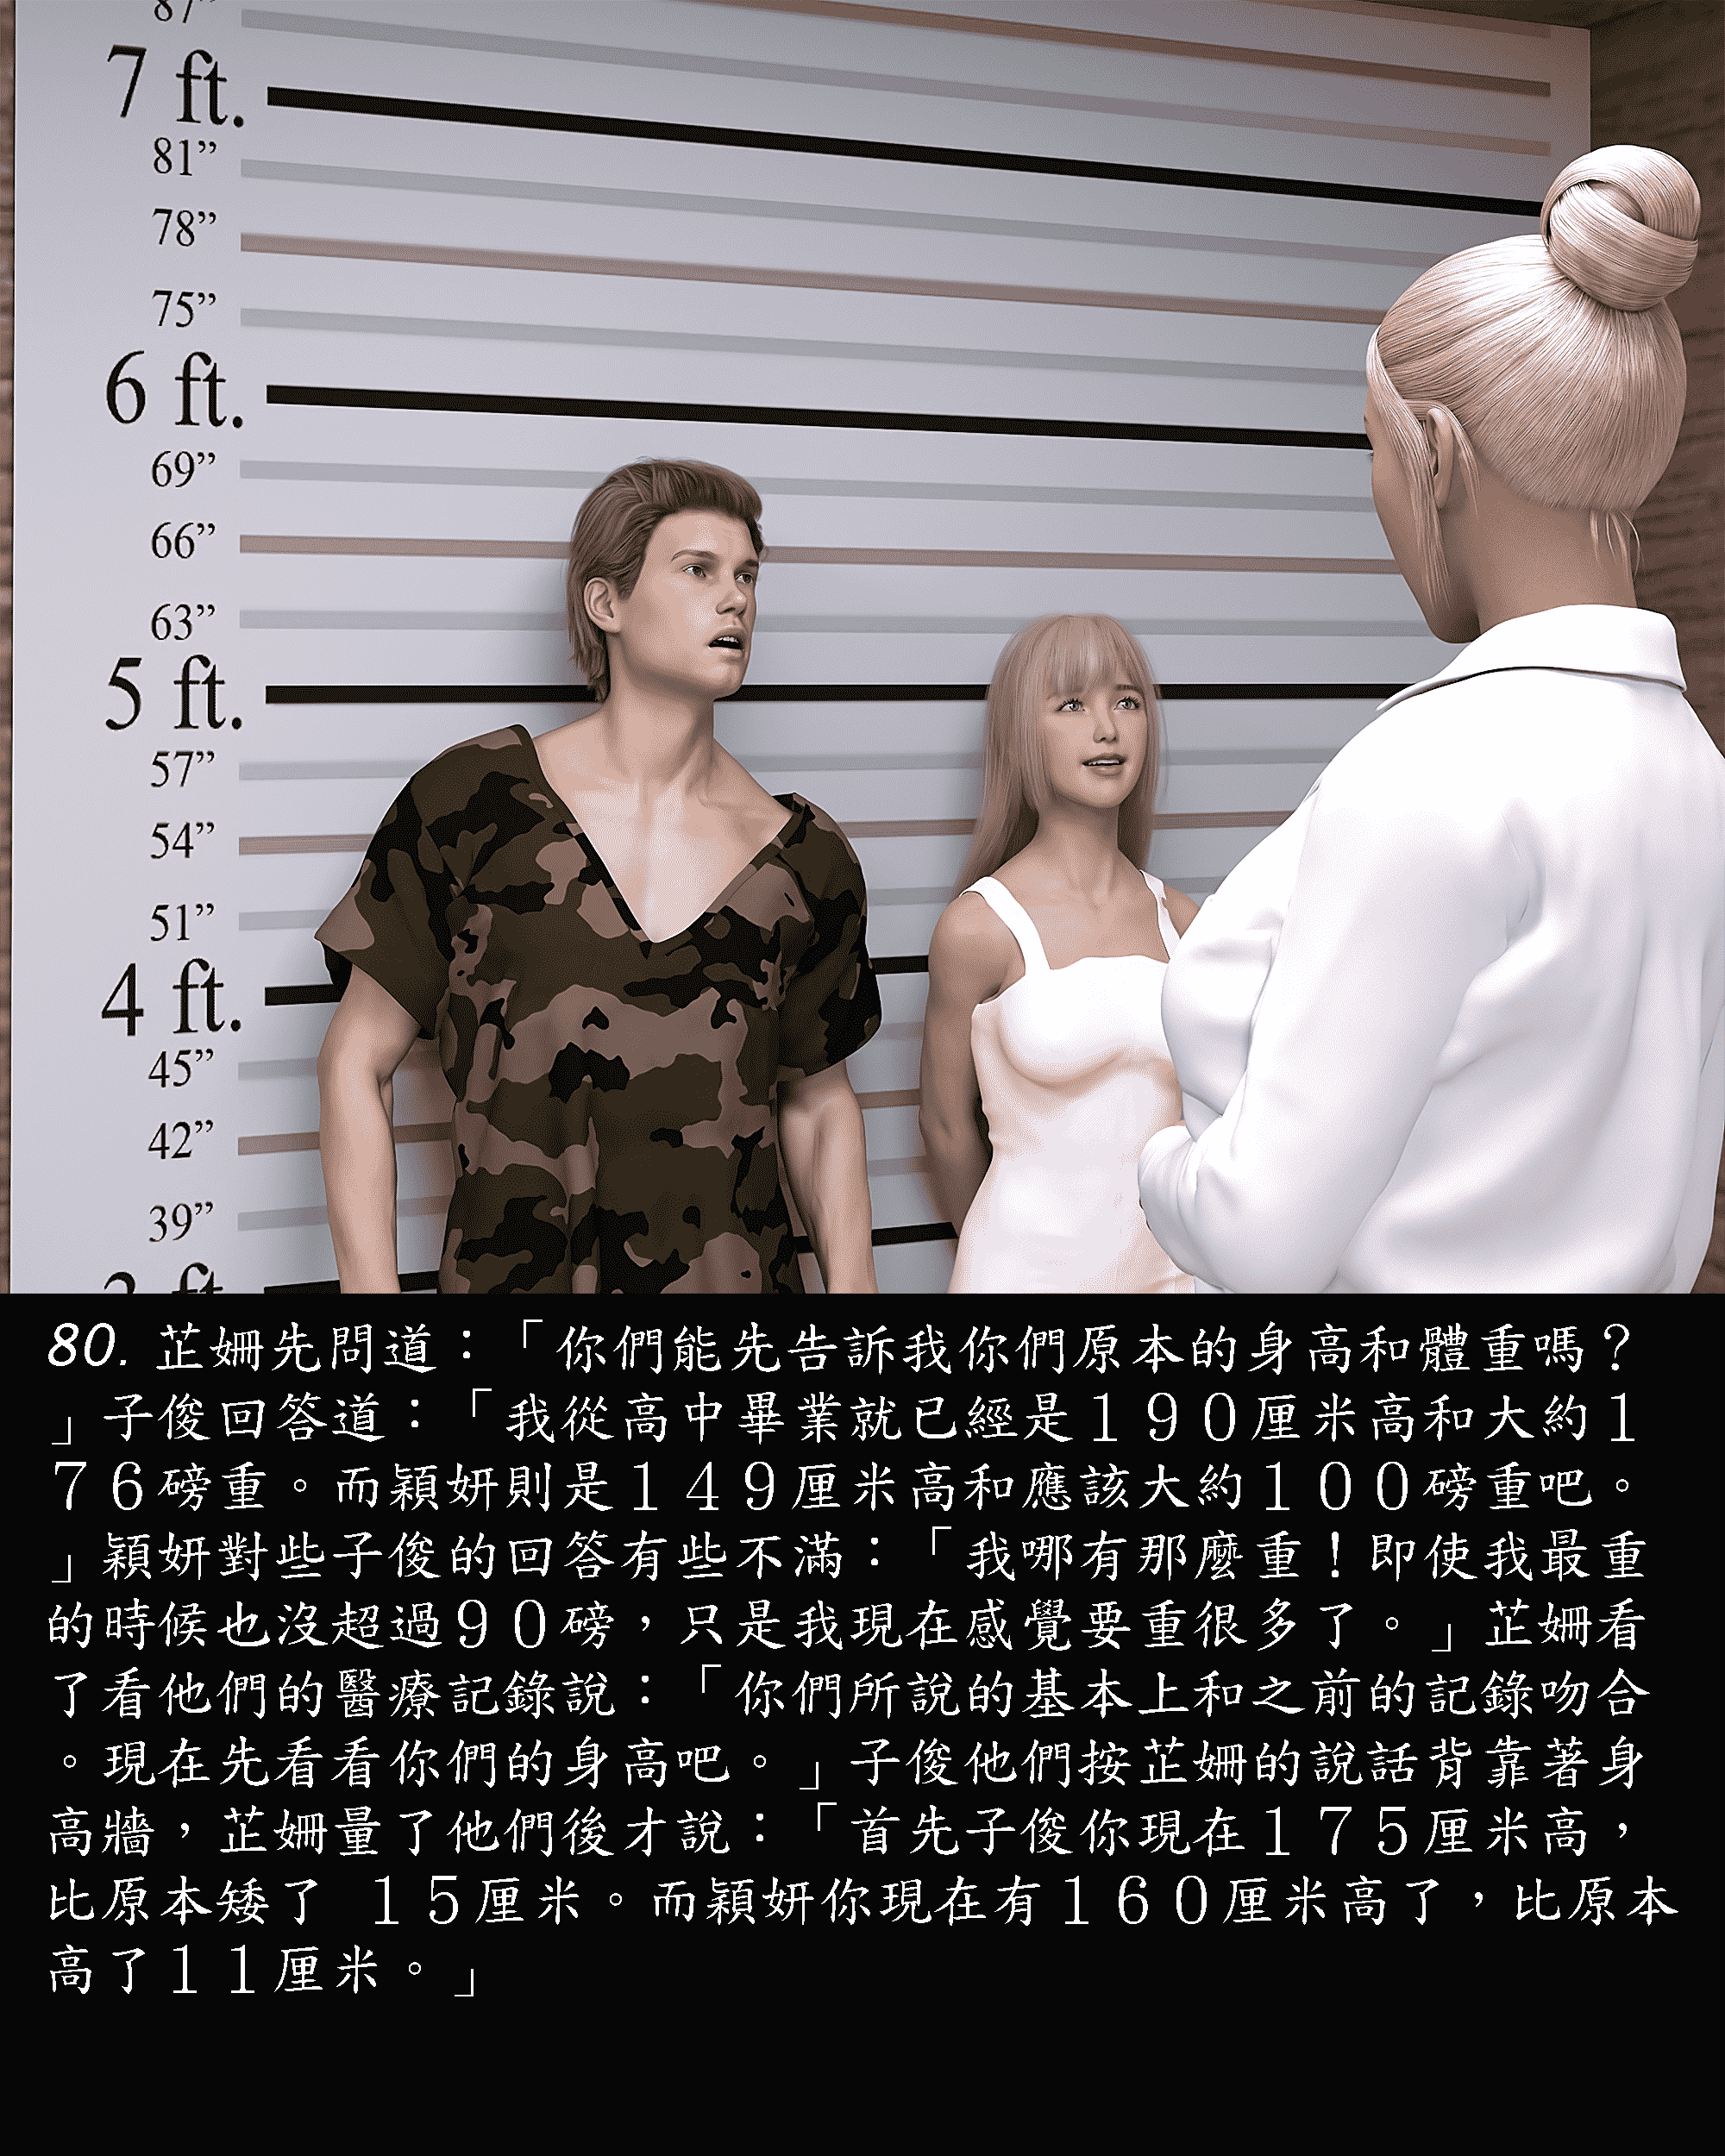 87”
7 ft.
81”
78”
75”
6 ft.
69”
66”
63”
5 ft.
57”
54”
51”
4 ft.
45”
42”
39”
3 ft.
80. 芷姍先問道：「你們能先告訴我你們原本的身高和體重嗎？
」子俊回答道：「我從高中畢業就已經是１９０厘米高和大約１
７６磅重。而穎妍則是１４９厘米高和應該大約１００磅重吧。
」穎妍對些子俊的回答有些不滿：「我哪有那麼重！即使我最重
的時候也沒超過９０磅，只是我現在感覺要重很多了。」芷姍看
了看他們的醫療記錄說：「你們所說的基本上和之前的記錄吻合
。現在先看看你們的身高吧。」子俊他們按芷姍的說話背靠著身
高牆，芷姍量了他們後才說：「首先子俊你現在１７５厘米高，
比原本矮了 １５厘米。而穎妍你現在有１６０厘米高了，比原本
高了１１厘米。」